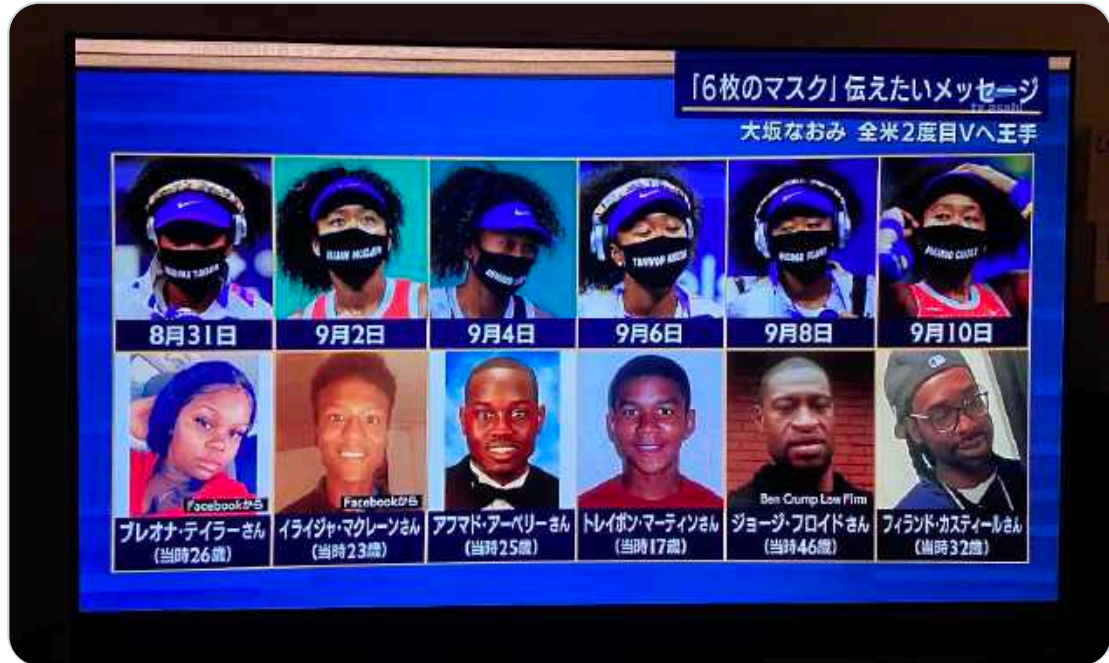 「6枚のマスク」伝えたいメッセージ
tv asahi
大坂なおみ 全米2度目Vへ王手
TRAYVON MARTIN
8月31日
9月2日
9月4日
9月6日
9月8日
9月10日
Facebookから
Facebookから
Ben Crump Law Firm
ブレオナ・テイラーさん
(当時26歳)
イライジャ・マクレーンさん
(当時23歳)
アフマド・アーベリーさん
(当時25歳)
トレイボン・マーティンさん
(当時17歳)
ジョージ・フロイドさん
(当時46歳)
フィランド・カスティールさん
(当時32歳)